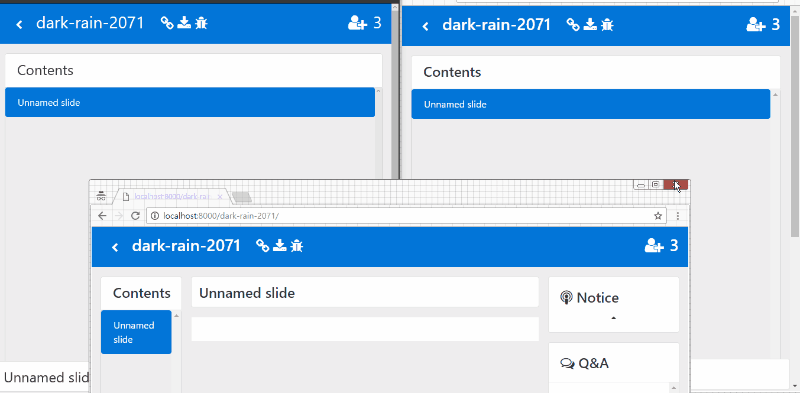 dark-rain-2071
3
Contents
Unnamed slide
Unnamed slid
dark-rain-2071
3
Contents
Unnamed slide
localhost:8000/dark-rai
localhost:8000/dark-rain-2071/
dark-rain-2071
3
Contents
Unnamed
slide
Unnamed slide
Notice
Q&A